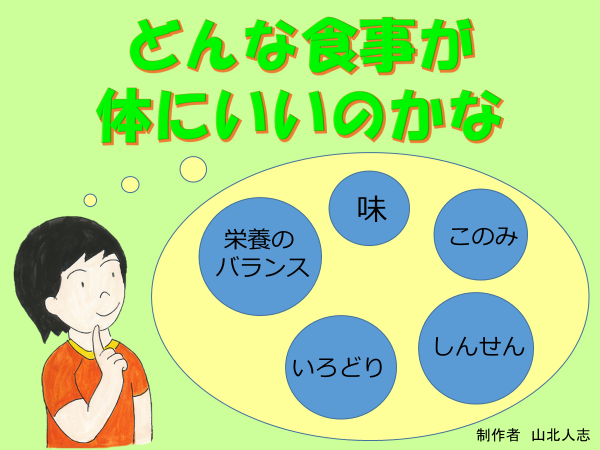 どんな食事が
体にいいのかな
味
栄養の
バランス
このみ
いろどり
しんせん
制作者 山北人志